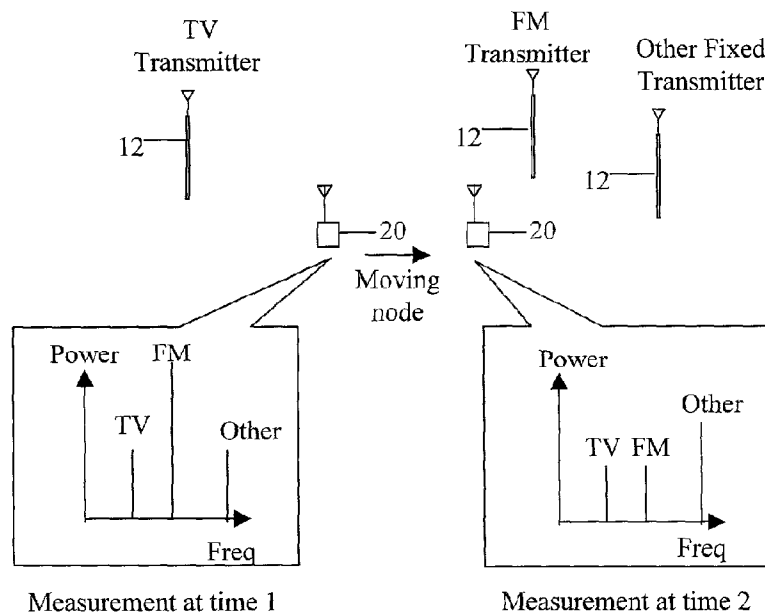 TV
Transmitter
FM
Transmitter
Other Fixed
Transmitter
12
12
12
20
20
Moving
node
Power
FM
TV
Other
Freq
Power
Other
TV FM
Freq
Measurement at time 1
Measurement at time 2